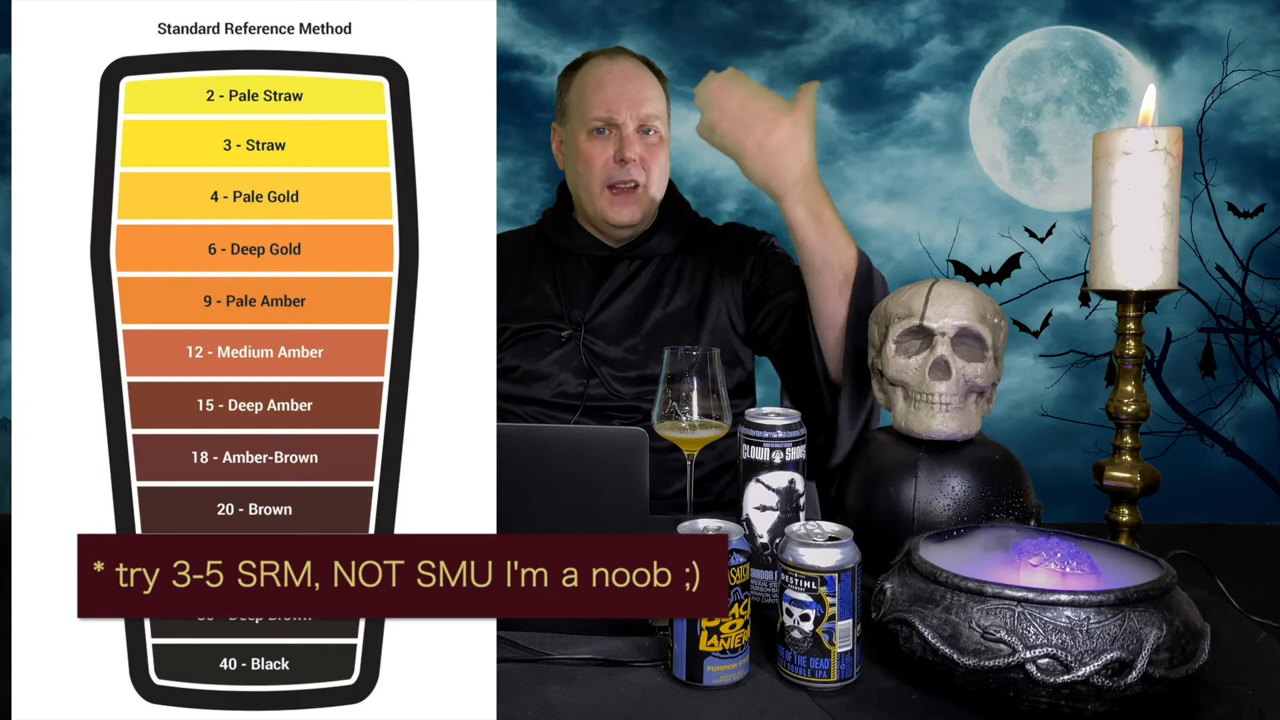 Standard Reference Method
2 - Pale Straw
3 - Straw
4 - Pale Gold
6 - Deep Gold
9 - Pale Amber
12 - Medium Amber
15 - Deep Amber
18 - Amber-Brown
20 - Brown
* try 3-5 SRM, NOT SMU I'm a noob ;)
40 - Black
CLOWN SHOES
DESTIHL
OF THE DEAD
DOUBLE IPA
LANTERN
PUMPKIN